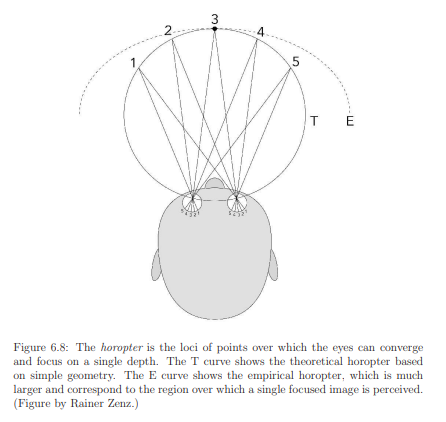 3
2
4
1
5
T
E
Figure 6.8: The horopter is the loci of points over which the eyes can converge
and focus on a single depth. The T curve shows the theoretical horopter based
on simple geometry. The E curve shows the empirical horopter, which is much
larger and correspond to the region over which a single focused image is perceived.
(Figure by Rainer Zenz.)